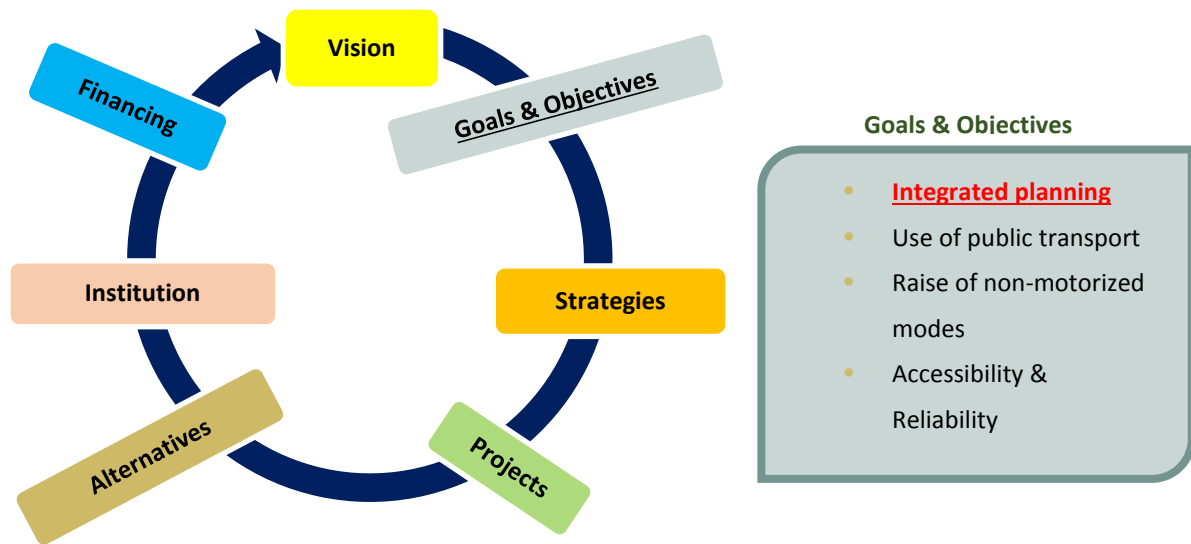 Vision
Goals & Objectives
Strategies
Projects
Alternatives
Institution
Financing
Goals & Objectives
• Integrated planning
• Use of public transport
• Raise of non-motorized
modes
• Accessibility &
Reliability